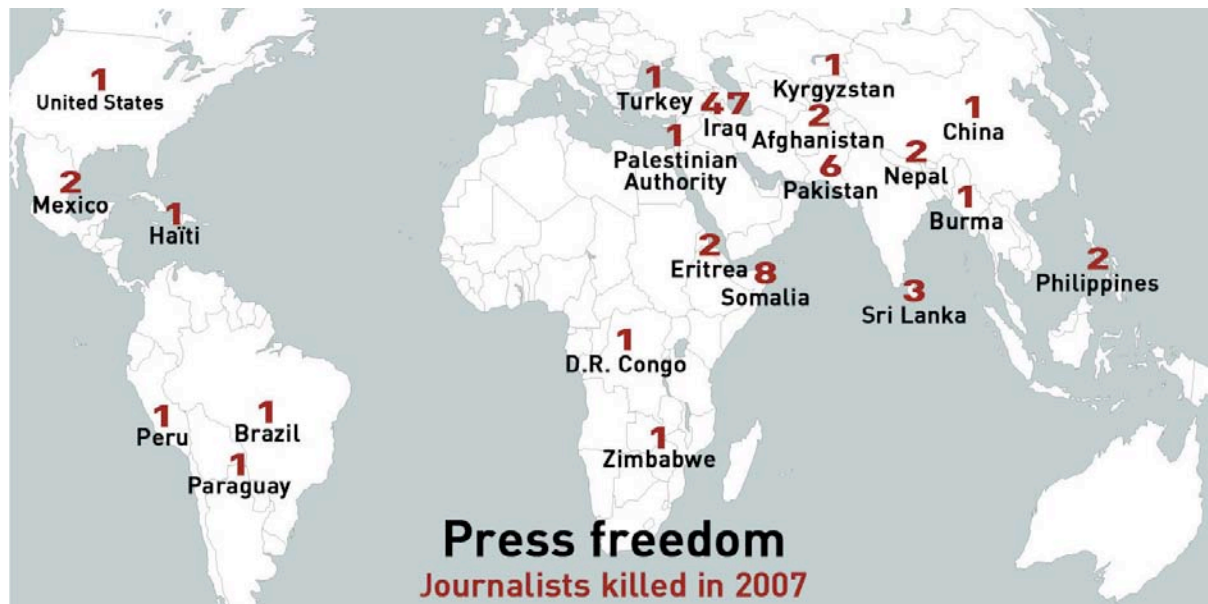 1
United States
2
Mexico
1
Haïti
1
Peru
1
Brazil
1
Paraguay
1
Turkey
47
Iraq
1
Palestinian
Authority
1
Kyrgyzstan
2
Afghanistan
6
Pakistan
2
Nepal
1
China
1
Burma
2
Philippines
3
Sri Lanka
2
Eritrea
8
Somalia
1
D.R. Congo
1
Zimbabwe
Press freedom
Journalists killed in 2007